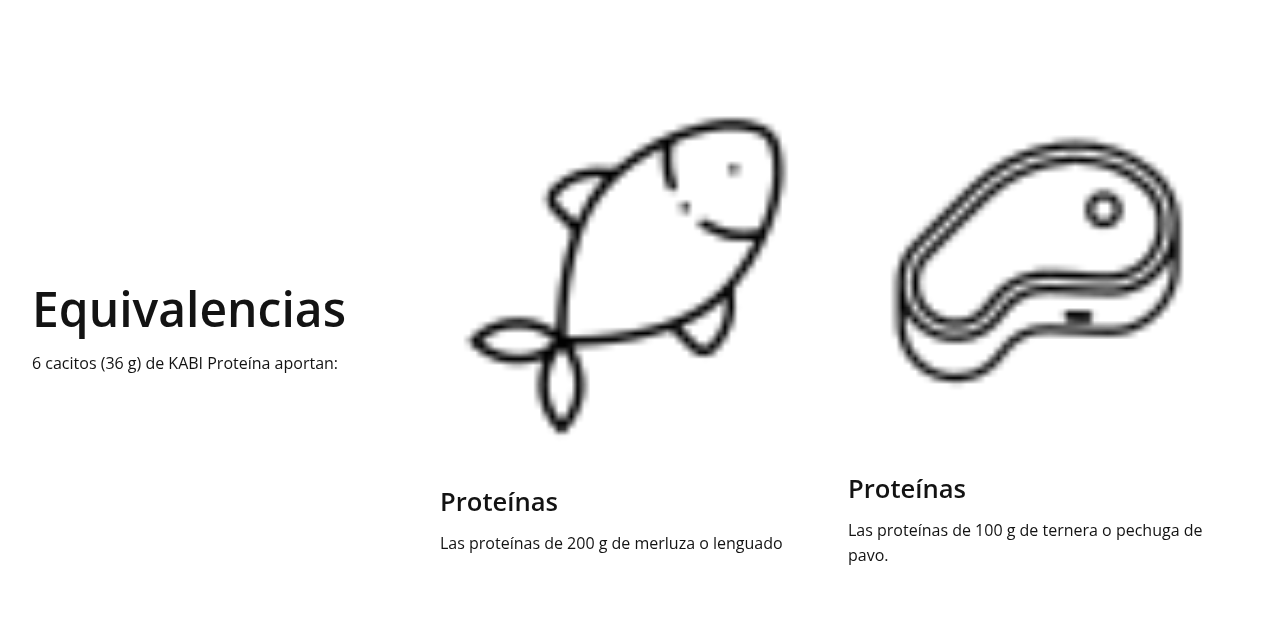 Equivalencias
6 cacitos (36 g) de KABI Proteína aportan:
Proteínas
Las proteínas de 200 g de merluza o lenguado
Proteínas
Las proteínas de 100 g de ternera o pechuga de
pavo.